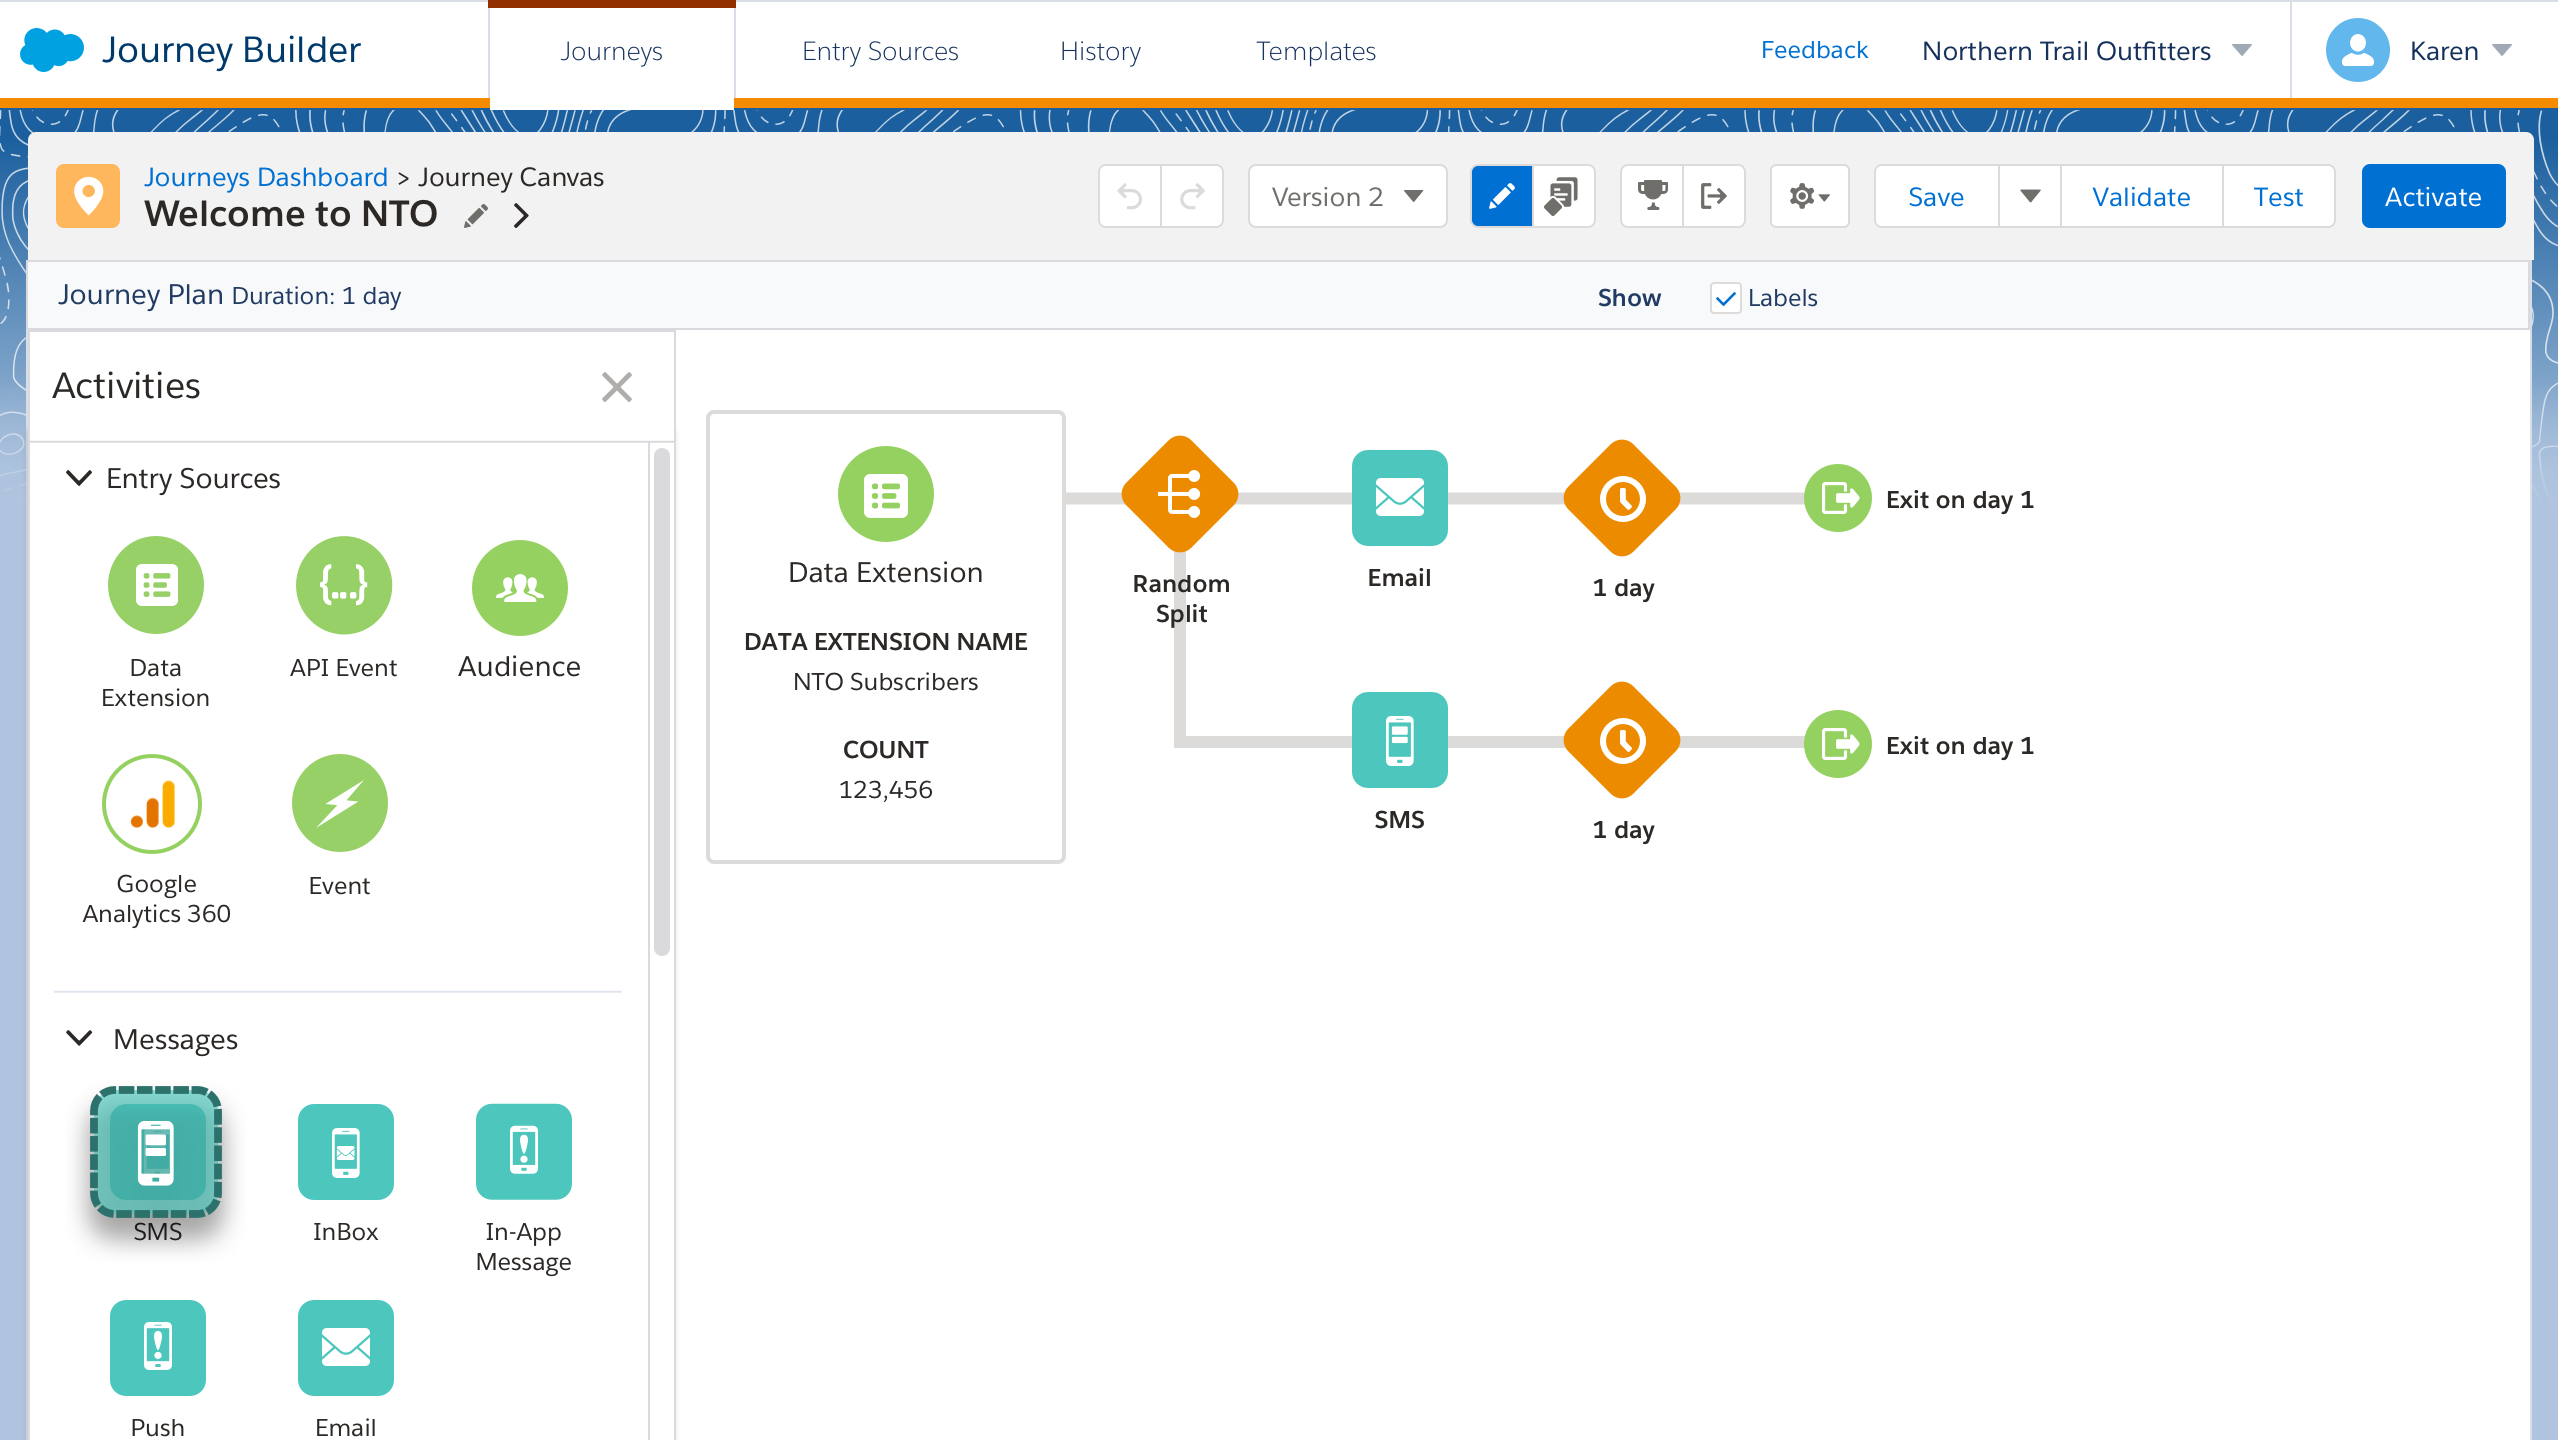 Journey Builder
Journeys
Entry Sources
History
Templates
Feedback
Northern Trail Outfitters
Karen
Journeys Dashboard > Journey Canvas
Welcome to NTO
Version 2
Save
Validate
Test
Activate
Journey Plan Duration: 1 day
Show
Labels
Activities
Entry Sources
Data
Extension
API Event
Audience
Google
Analytics 360
Event
Messages
SMS
InBox
In-App
Message
Push
Email
Data Extension
DATA EXTENSION NAME
NTO Subscribers
COUNT
123,456
Random
Split
Email
1 day
Exit on day 1
SMS
1 day
Exit on day 1